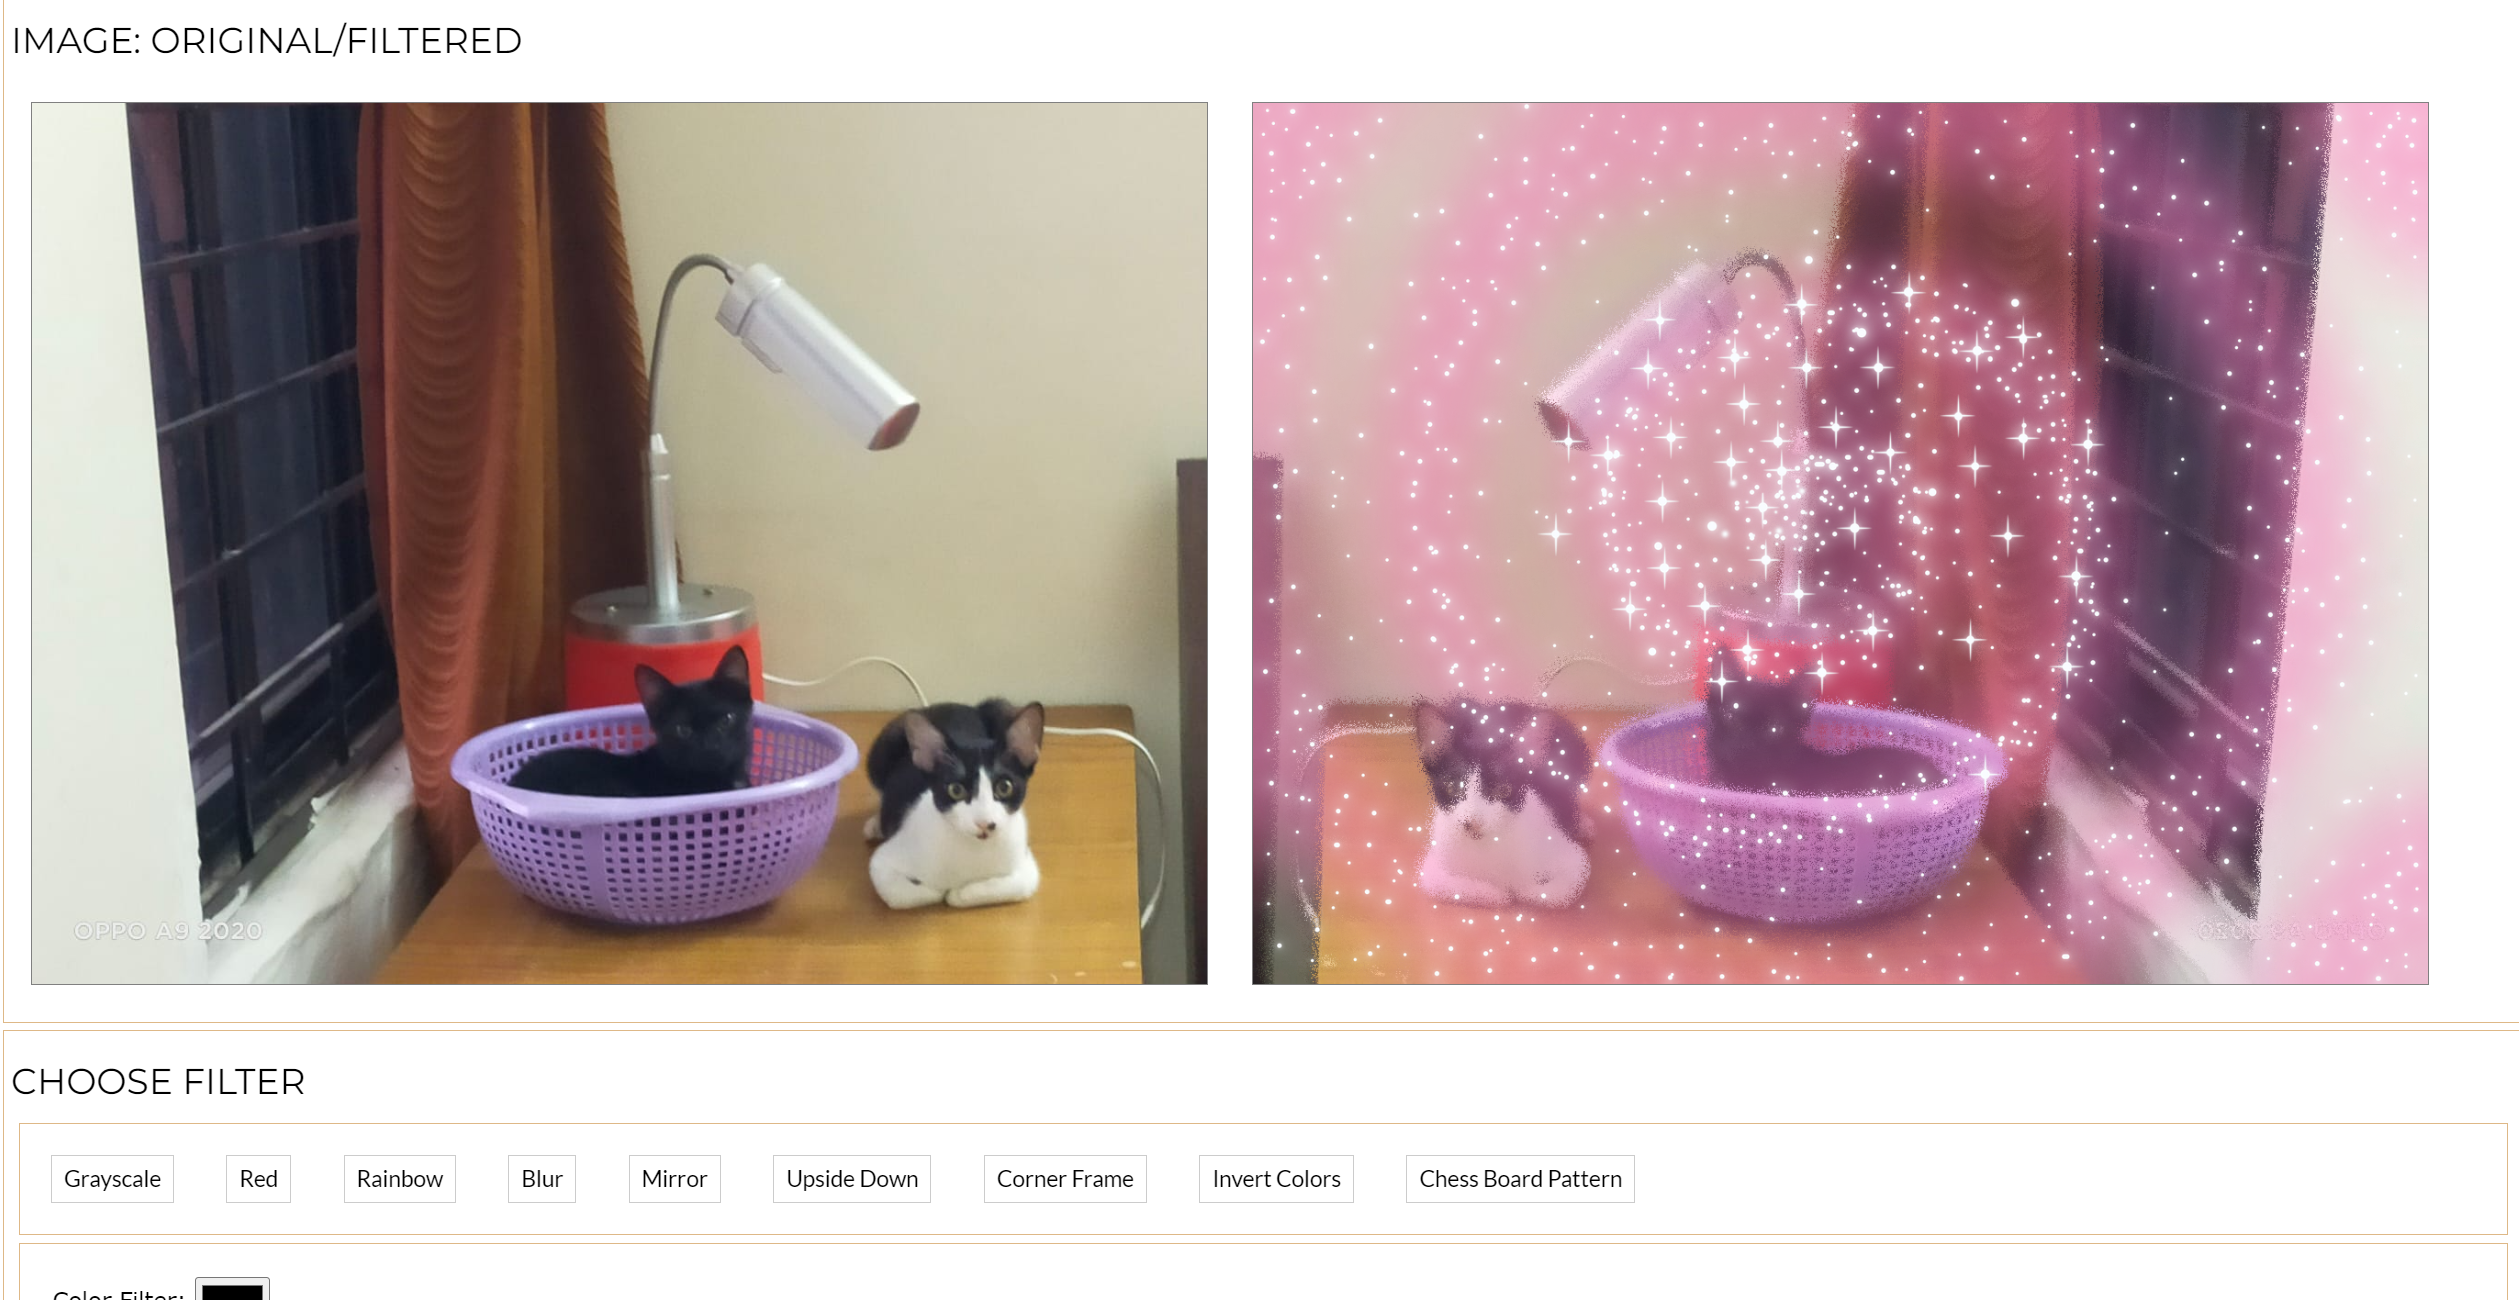 IMAGE: ORIGINAL/FILTERED
OPPO A9 2020
CHOOSE FILTER
Grayscale
Red
Rainbow
Blur
Mirror
Upside Down
Corner Frame
Invert Colors
Chess Board Pattern
Color Filter: